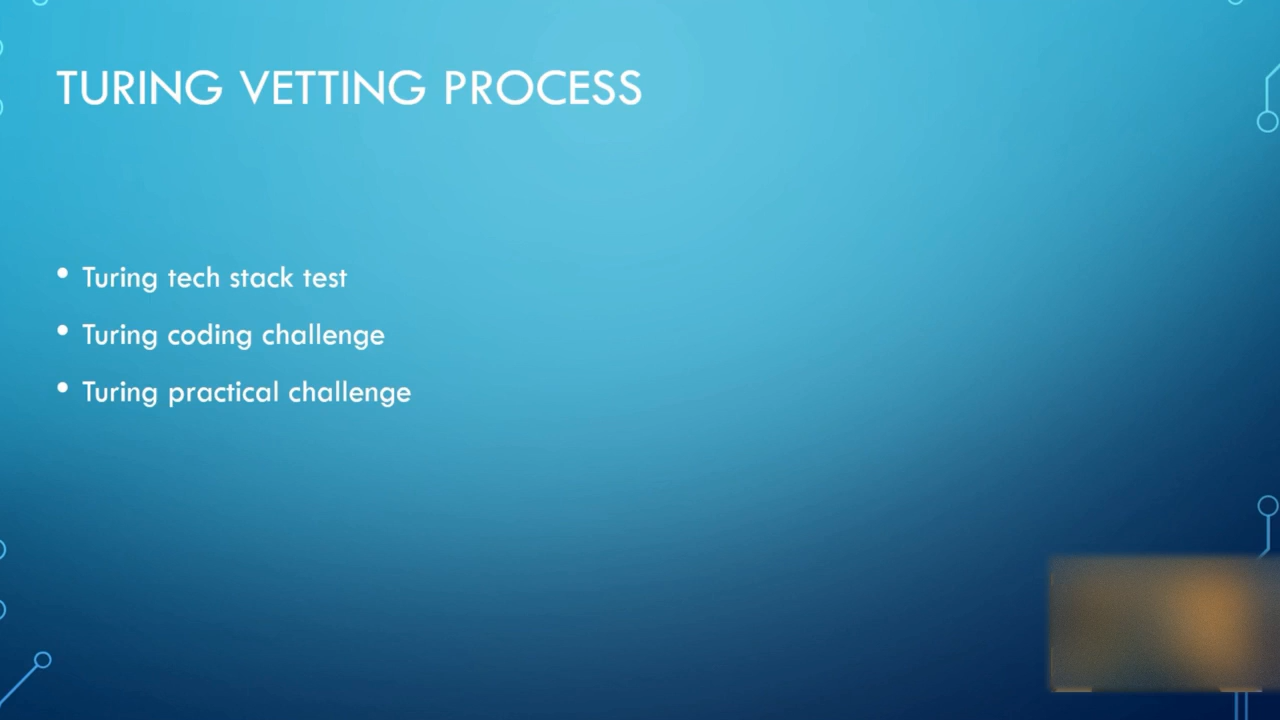 TURING VETTING PROCESS
• Turing tech stack test
• Turing coding challenge
• Turing practical challenge